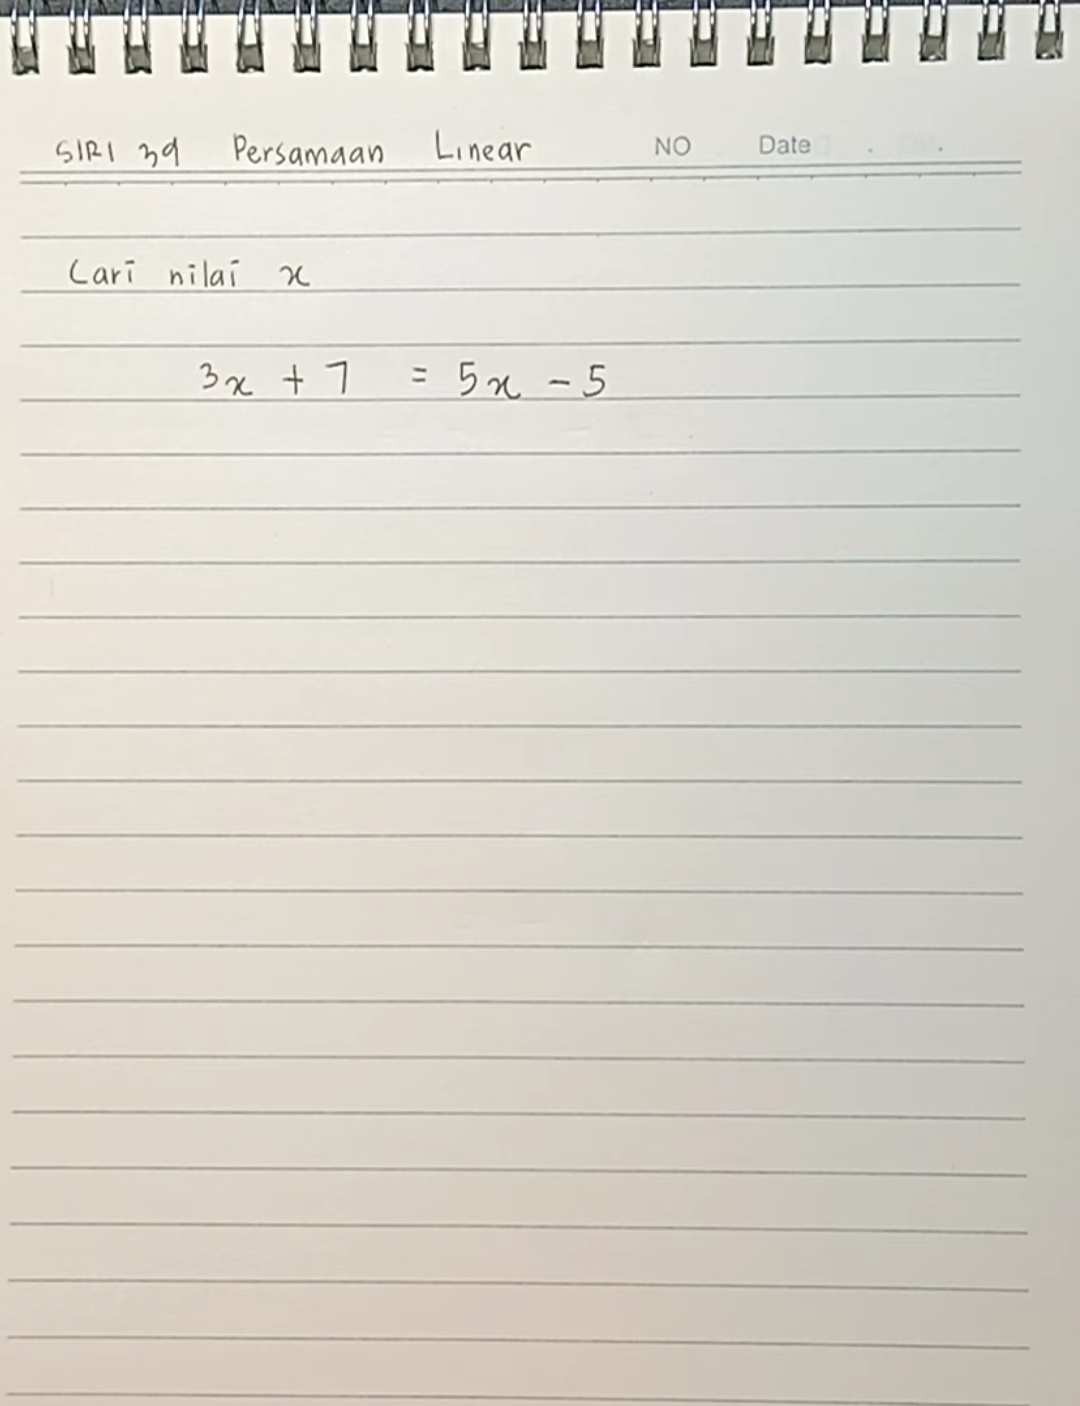 SIRI 39 Persamaan Linear NO Date
Cari nilai x
3x + 7 = 5x - 5